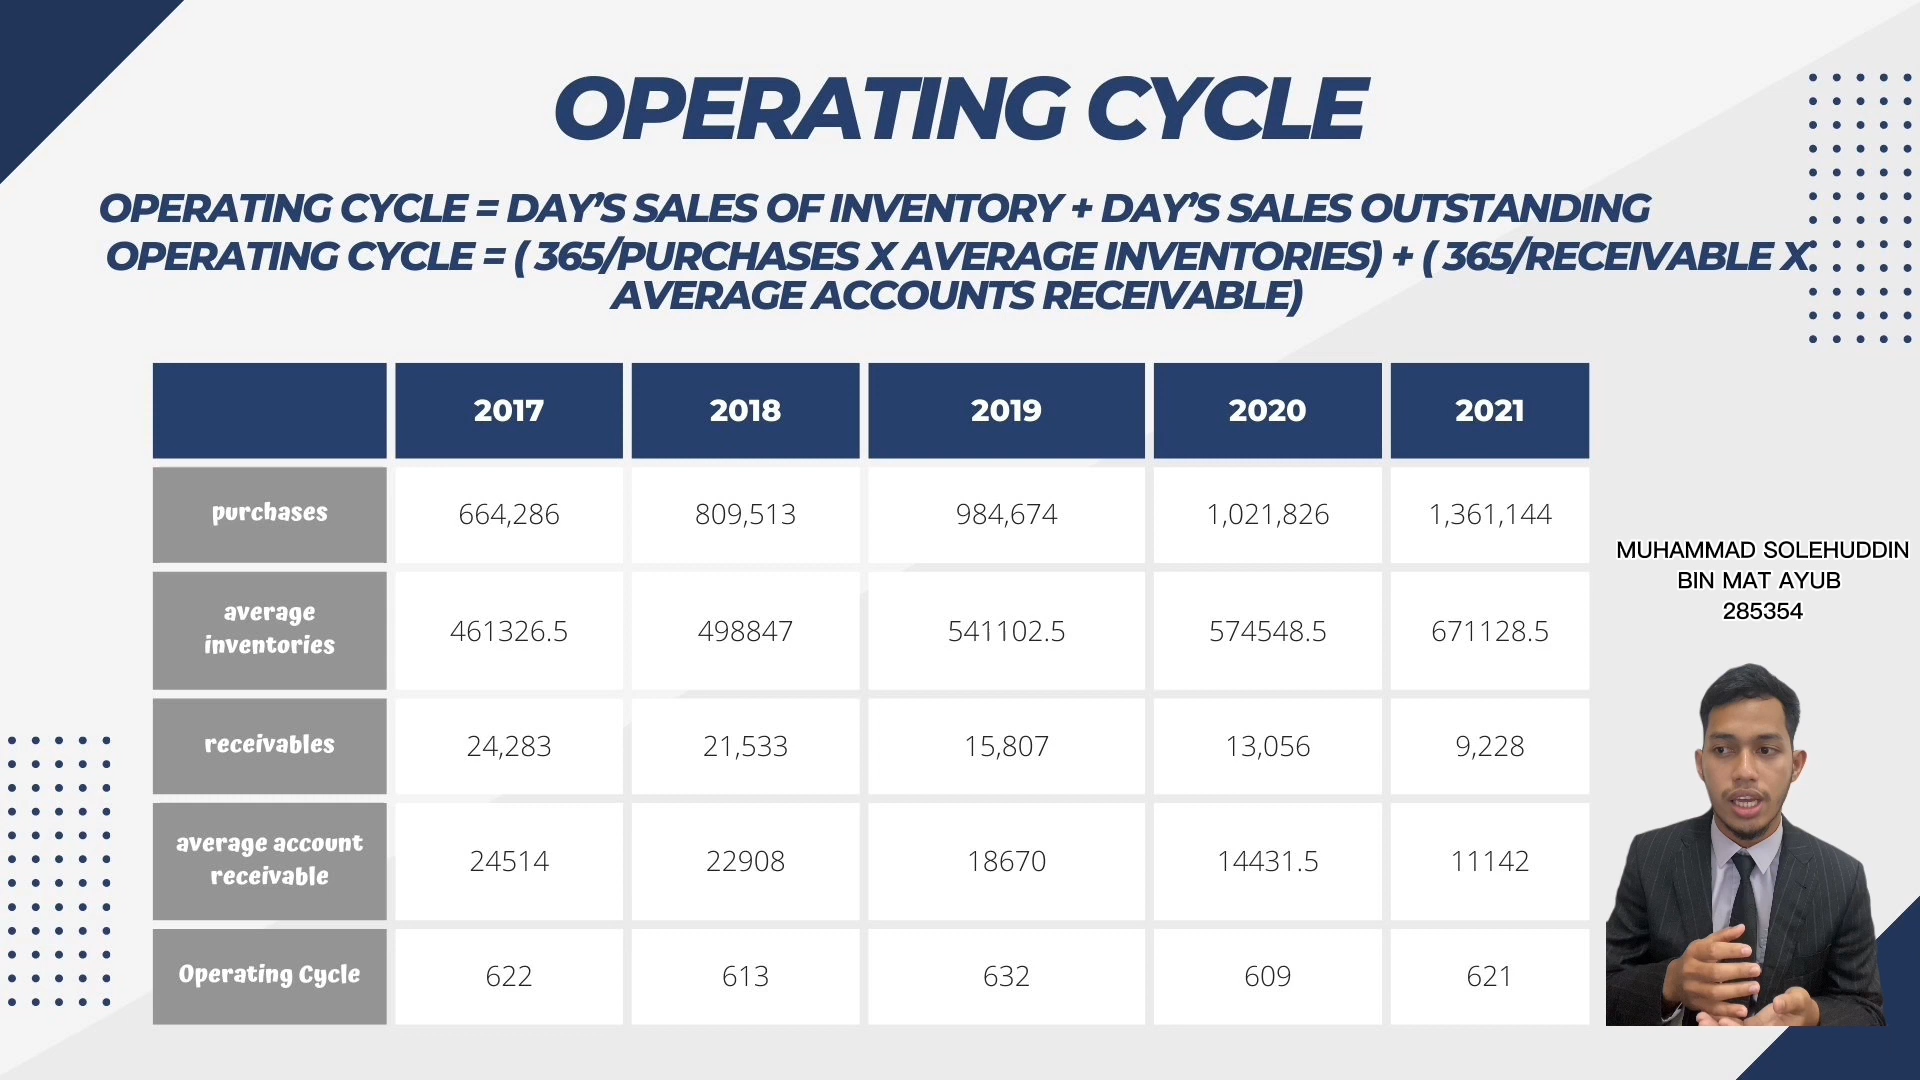 OPERATING CYCLE
OPERATING CYCLE = DAY'S SALES OF INVENTORY + DAY'S SALES OUTSTANDING
OPERATING CYCLE = ( 365/PURCHASES X AVERAGE INVENTORIES) + ( 365/RECEIVABLE X
AVERAGE ACCOUNTS RECEIVABLE)
2017 2018 2019 2020 2021
purchases 664,286 809,513 984,674 1,021,826 1,361,144
average
inventories 461326.5 498847 541102.5 574548.5 671128.5
receivables 24,283 21,533 15,807 13,056 9,228
average account
receivable 24514 22908 18670 14431.5 11142
Operating Cycle 622 613 632 609 621
MUHAMMAD SOLEHUDDIN
BIN MAT AYUB
285354